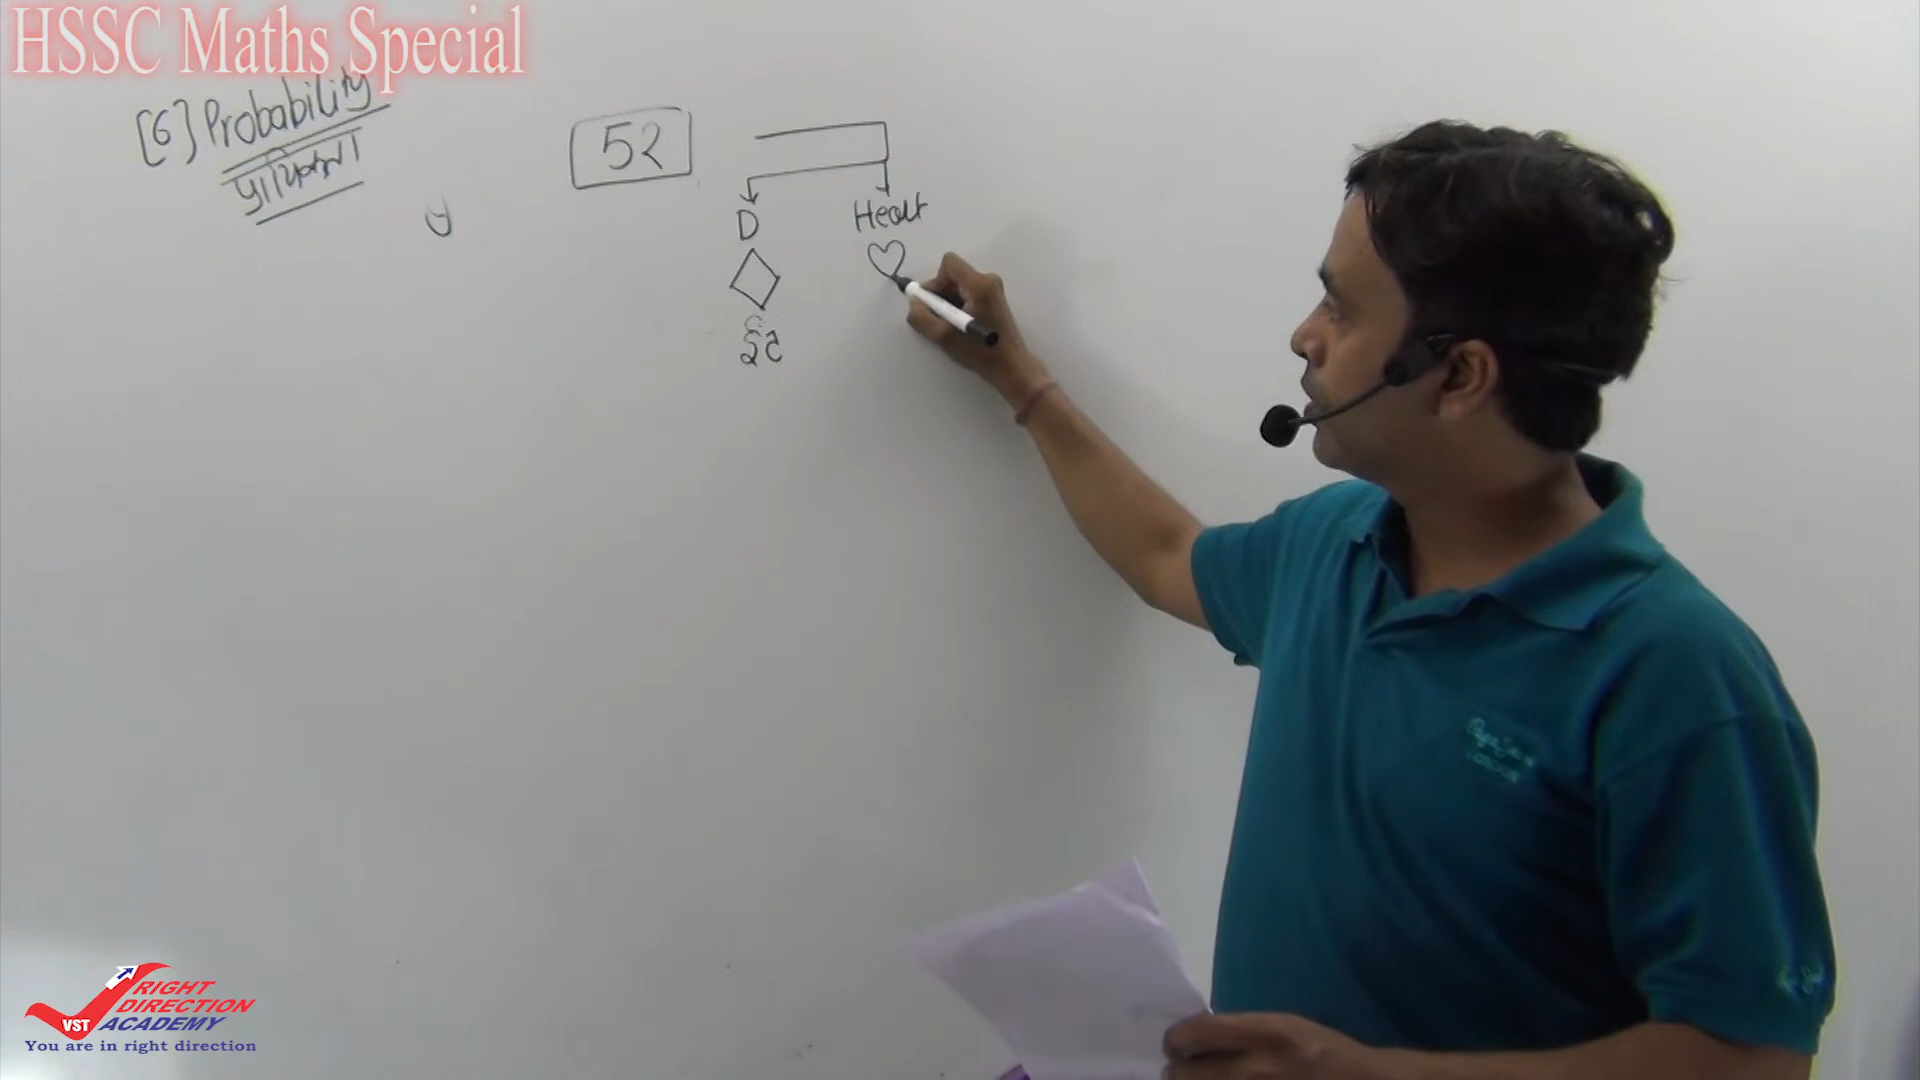 HSSC Maths Special
[6] Probability
प्रायिकता
52
D
Heart
ईंट
RIGHT
DIRECTION
VST ACADEMY
You are in right direction